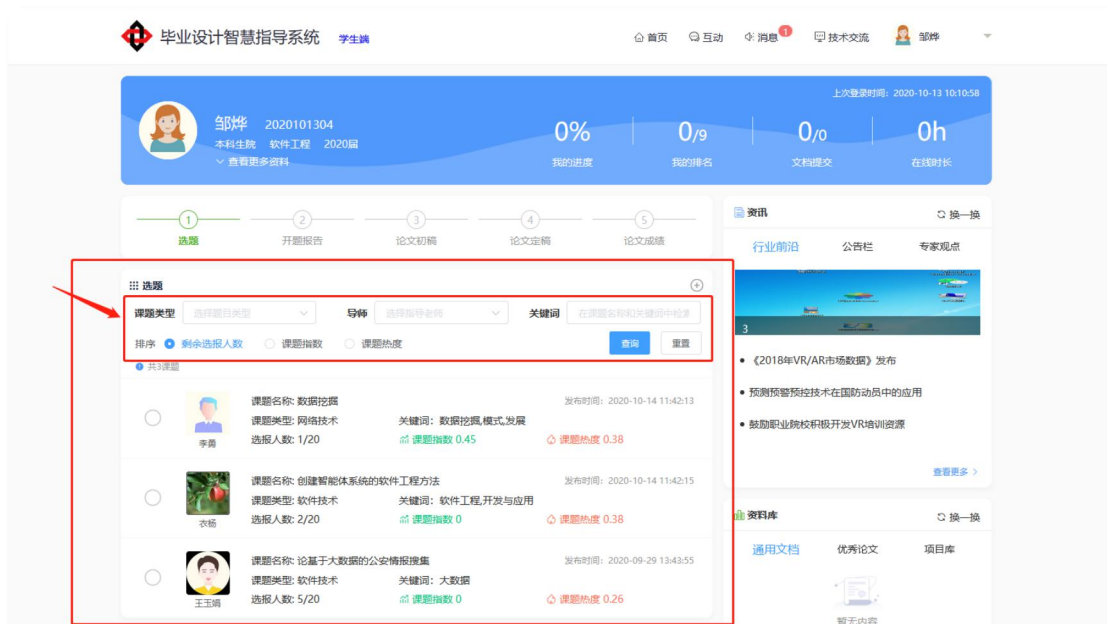 毕业设计智慧指导系统 学生端 首页 互动 消息 1 技术交流 邹烨
上次登录时间：2020-10-13 10:10:58
邹烨 2020101304
本科生院 软件工程 2020届
查看更多资料
0% 0/9 0/0 0h
我的进度 我的排名 文档提交 在线时长
1 2 3 4 5
选题 开题报告 论文初稿 论文定稿 论文成绩
选题
课题类型 选择题目类型 导师 选择指导老师 关键词 在课题名称和关键词中检索
排序 剩余选报人数 课题指数 课题热度 查询 重置
共3课题
课题名称: 数据挖掘 发布时间：2020-10-14 11:42:13
课题类型: 网络技术 关键词：数据挖掘,模式,发展
选报人数: 1/20 课题指数 0.45 课题热度 0.38
李勇
课题名称: 创建智能体系统的软件工程方法 发布时间：2020-10-14 11:42:15
课题类型: 软件技术 关键词：软件工程,开发与应用
选报人数: 2/20 课题指数 0 课题热度 0.38
衣杨
课题名称: 论基于大数据的公安情报搜集 发布时间：2020-09-29 13:43:55
课题类型: 软件技术 关键词：大数据
选报人数: 5/20 课题指数 0 课题热度 0.26
王玉娟
资讯 换一换
行业前沿 公告栏 专家观点
3
《2018年VR/AR市场数据》发布
预测预警预控技术在国防动员中的应用
鼓励职业院校积极开发VR培训资源
查看更多
资料库 换一换
通用文档 优秀论文 项目库
暂无内容